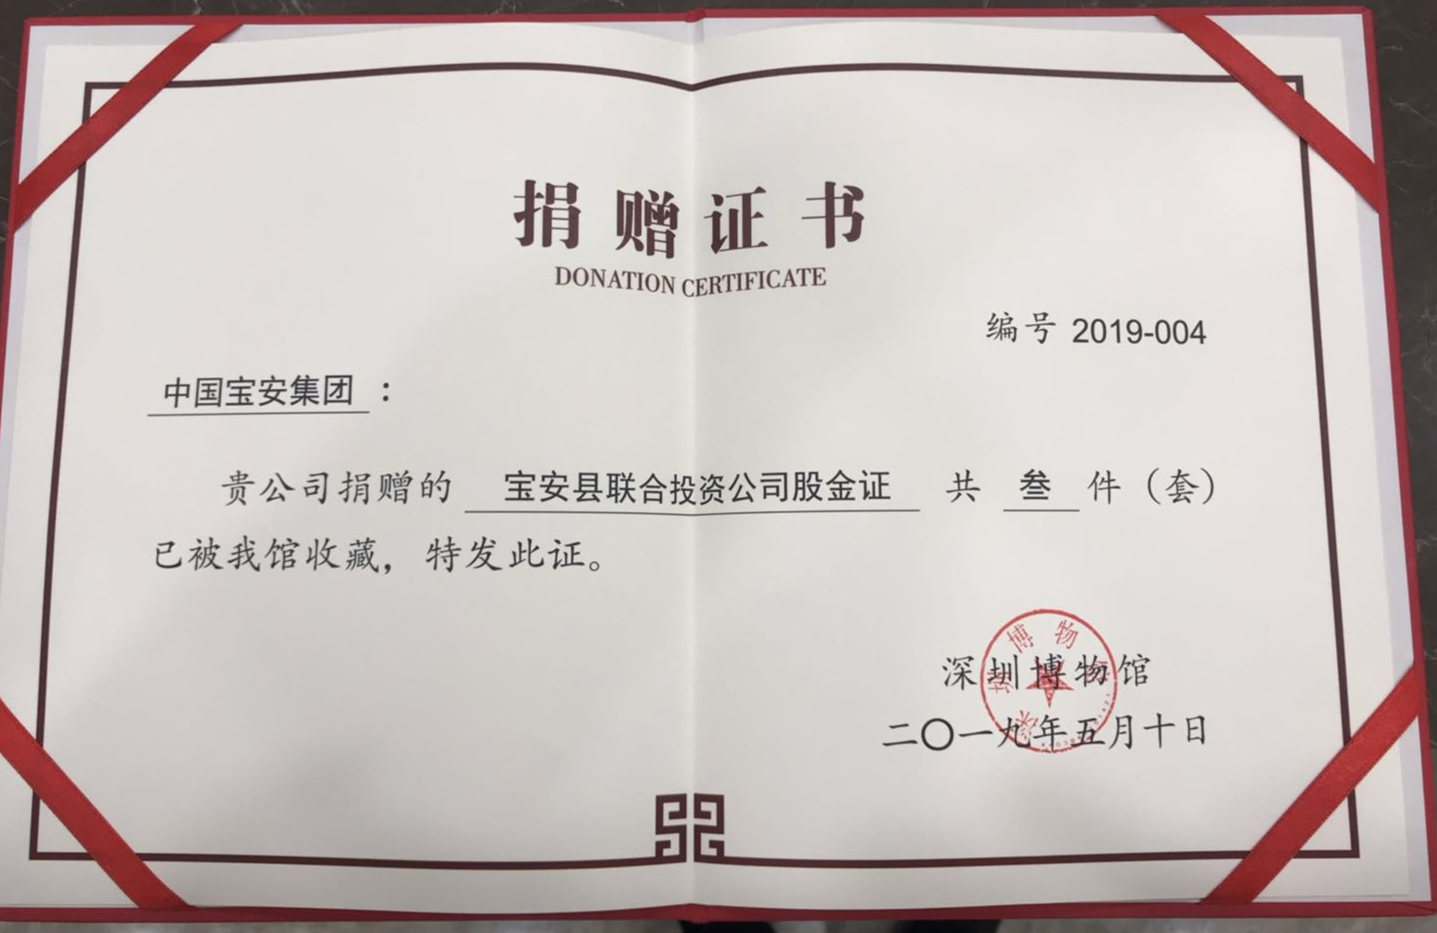 捐赠证书
DONATION CERTIFICATE
编号 2019-004
中国宝安集团：
贵公司捐赠的 宝安县联合投资公司股金证 共 叁 件（套）
已被我馆收藏，特发此证。
深圳博物馆
二〇一九年五月十日